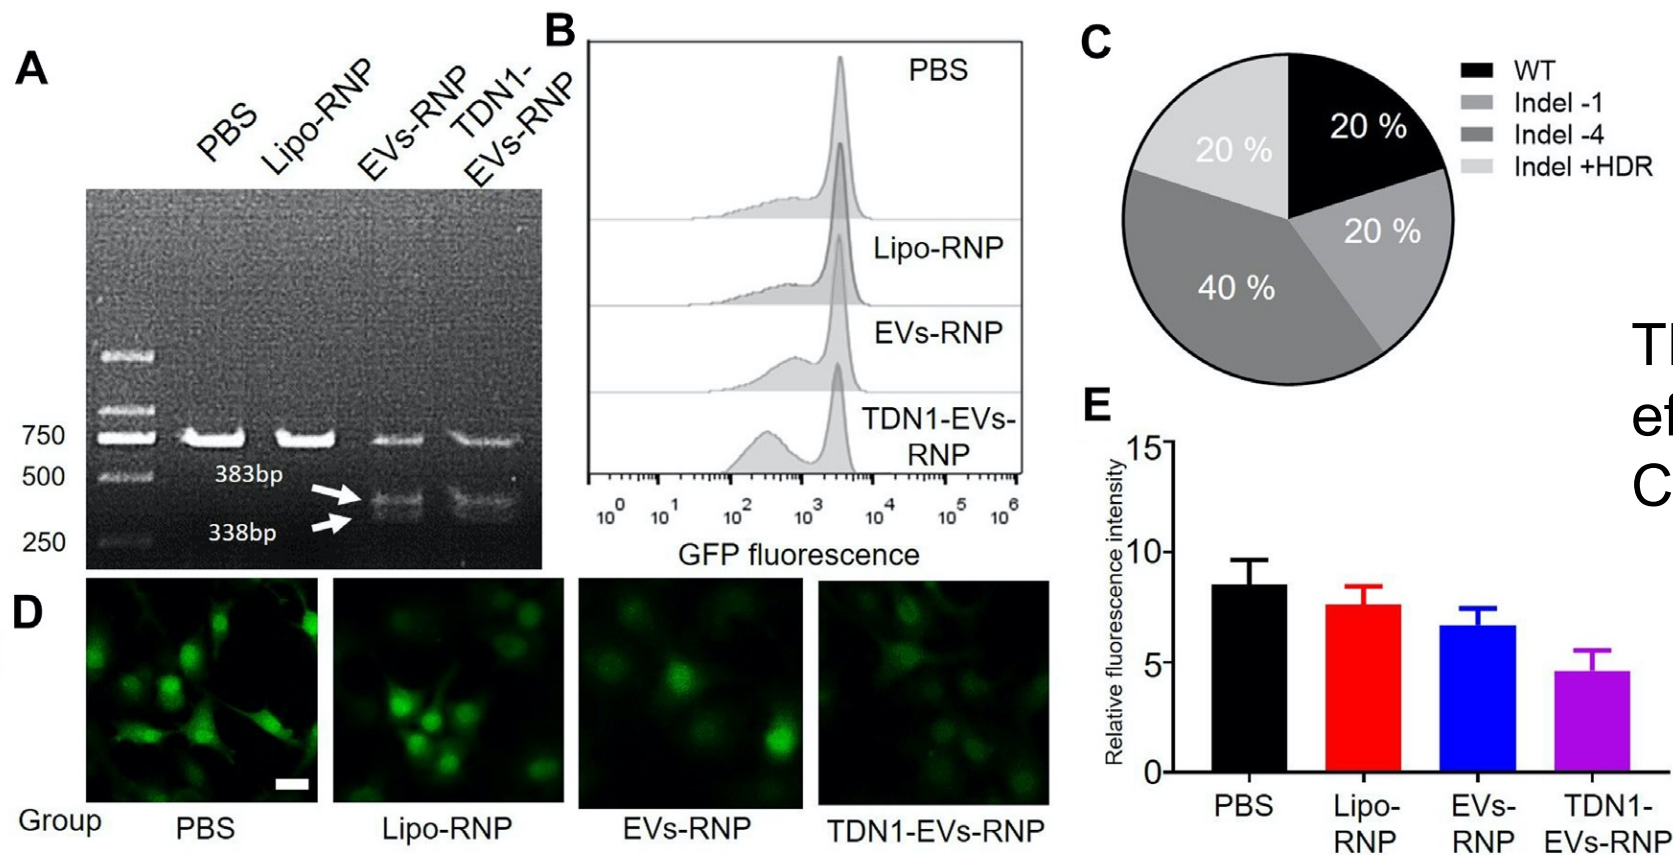 A
PBS
Lipo-RNP
EVs-RNP
TDN1-
EVs-RNP
750
500
250
383bp
338bp
B
PBS
Lipo-RNP
EVs-RNP
TDN1-EVs-
RNP
10^0 10^1 10^2 10^3 10^4 10^5 10^6
GFP fluorescence
C
20 %
20 %
40 %
20 %
WT
Indel -1
Indel -4
Indel +HDR
D
Group
PBS
Lipo-RNP
EVs-RNP
TDN1-EVs-RNP
E
Relative fluorescence intensity
15
10
5
0
PBS
Lipo-
RNP
EVs-
RNP
TDN1-
EVs-RNP
C